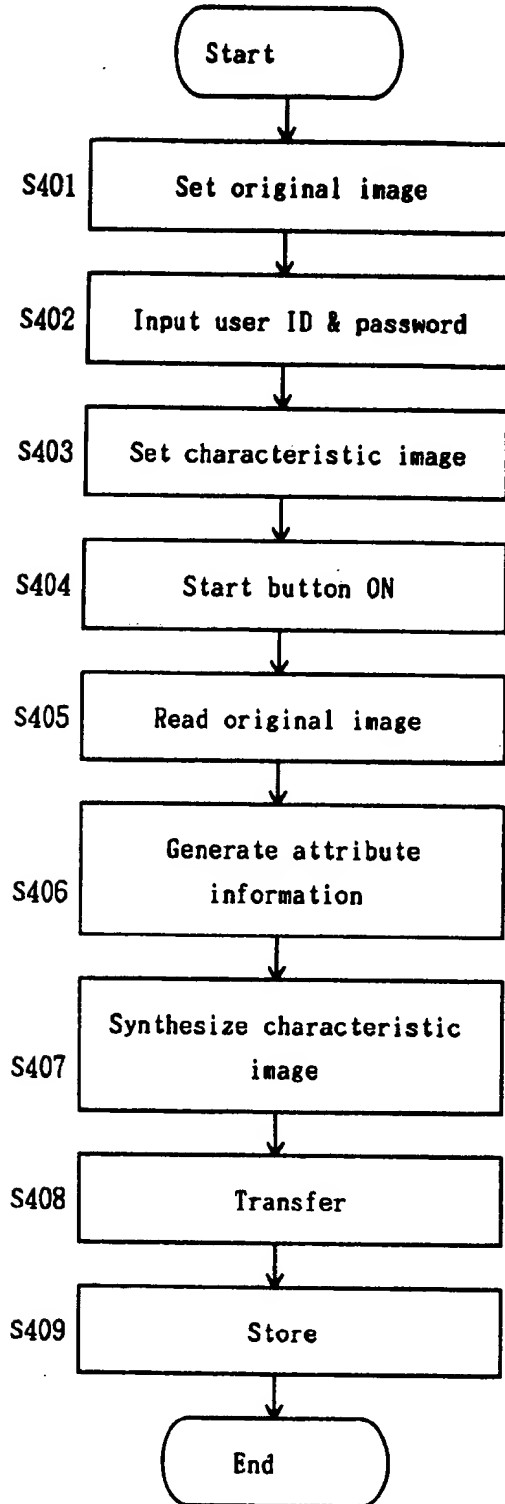 Start
S401 Set original image
S402 Input user ID & password
S403 Set characteristic image
S404 Start button ON
S405 Read original image
Generate attribute
S406 information
Synthesize characteristic
S407 image
S408 Transfer
S409 Store
End